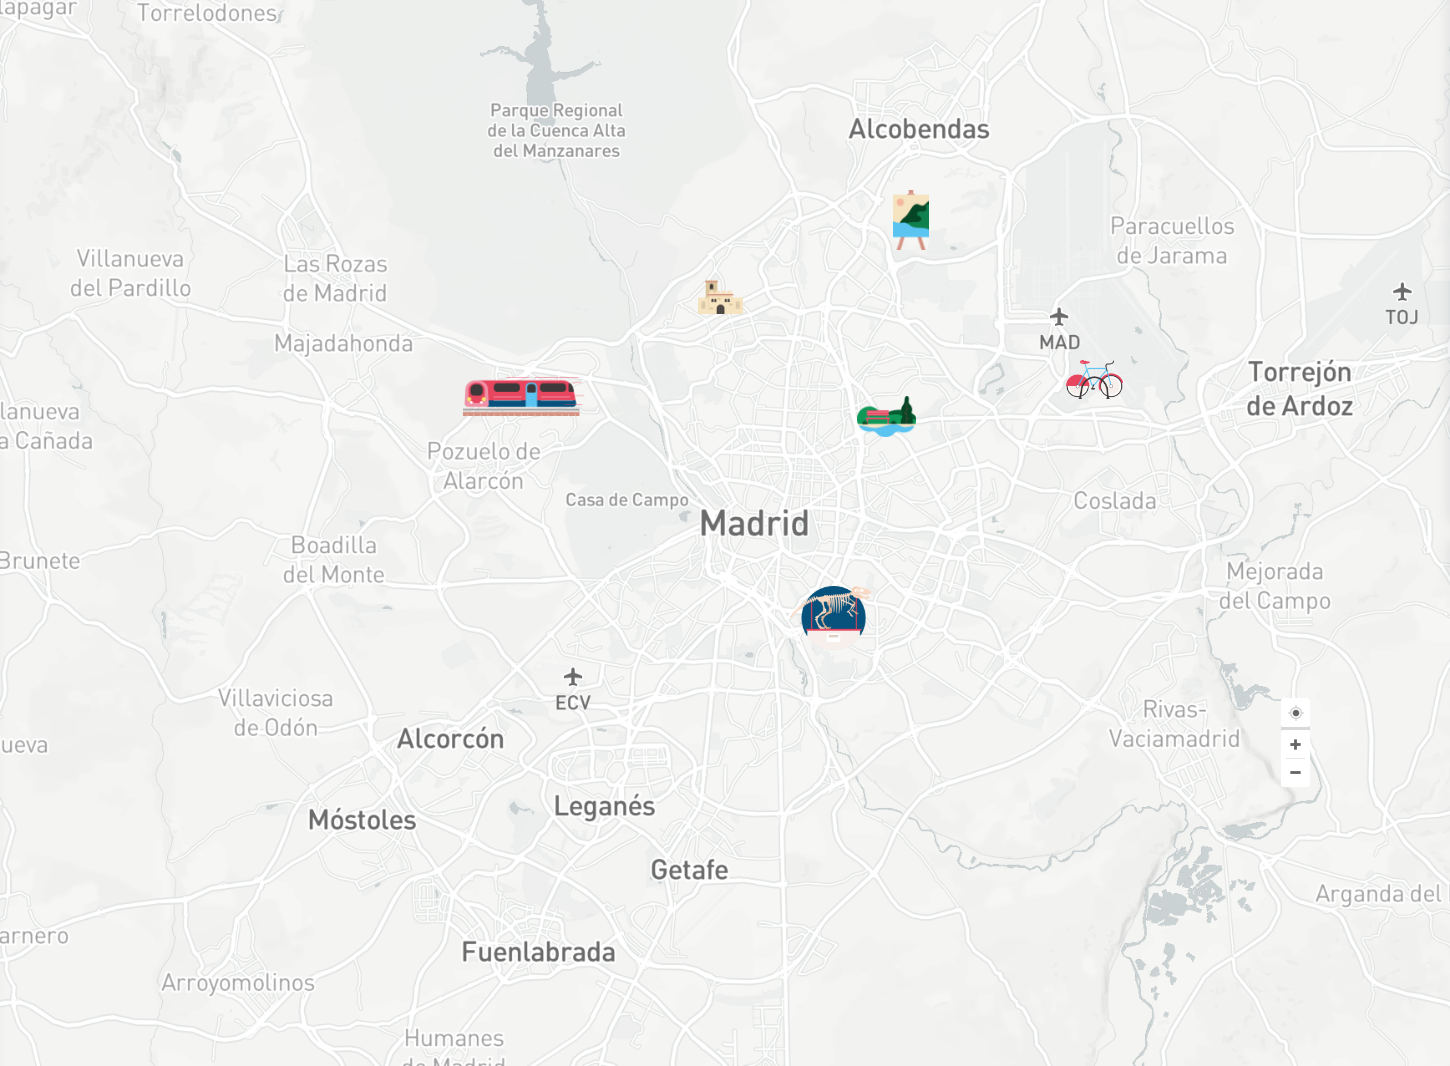 lapagar
Torrelodones
Parque Regional
de la Cuenca Alta
del Manzanares
Alcobendas
Paracuellos
de Jarama
Villanueva
del Pardillo
Las Rozas
de Madrid
TOJ
MAD
Majadahonda
Torrejón
de Ardoz
lanueva
a Cañada
Pozuelo de
Alarcón
Casa de Campo
Coslada
Madrid
Boadilla
del Monte
Brunete
Mejorada
del Campo
ECV
Villaviciosa
de Odón
Rivas-
Vaciamadrid
Alcorcón
ueva
+
−
Leganés
Móstoles
Getafe
Arganda del
arnero
Fuenlabrada
Arroyomolinos
Humanes
de Madrid